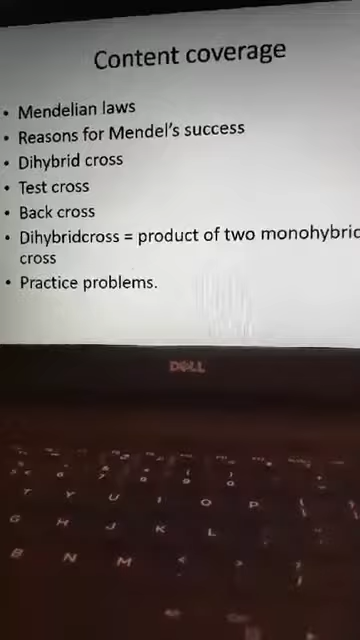 Content coverage
• Mendelian laws
• Reasons for Mendel's success
• Dihybrid cross
• Test cross
• Back cross
• Dihybridcross = product of two monohybrid
cross
• Practice problems.
DELL
T Y U I O P
G H J K L
B N M < >